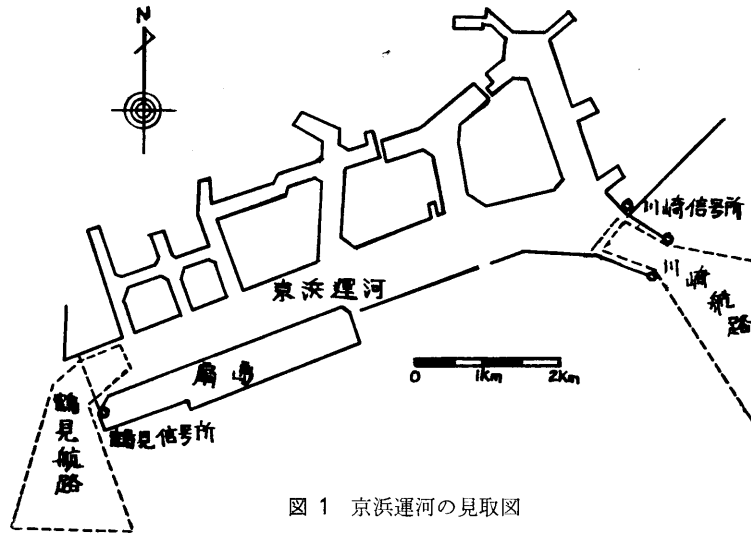 N
川崎信号所
川崎航路
京浜運河
扇島
0 1Km 2Km
鶴見信号所
鶴見航路
図 1 京浜運河の見取図